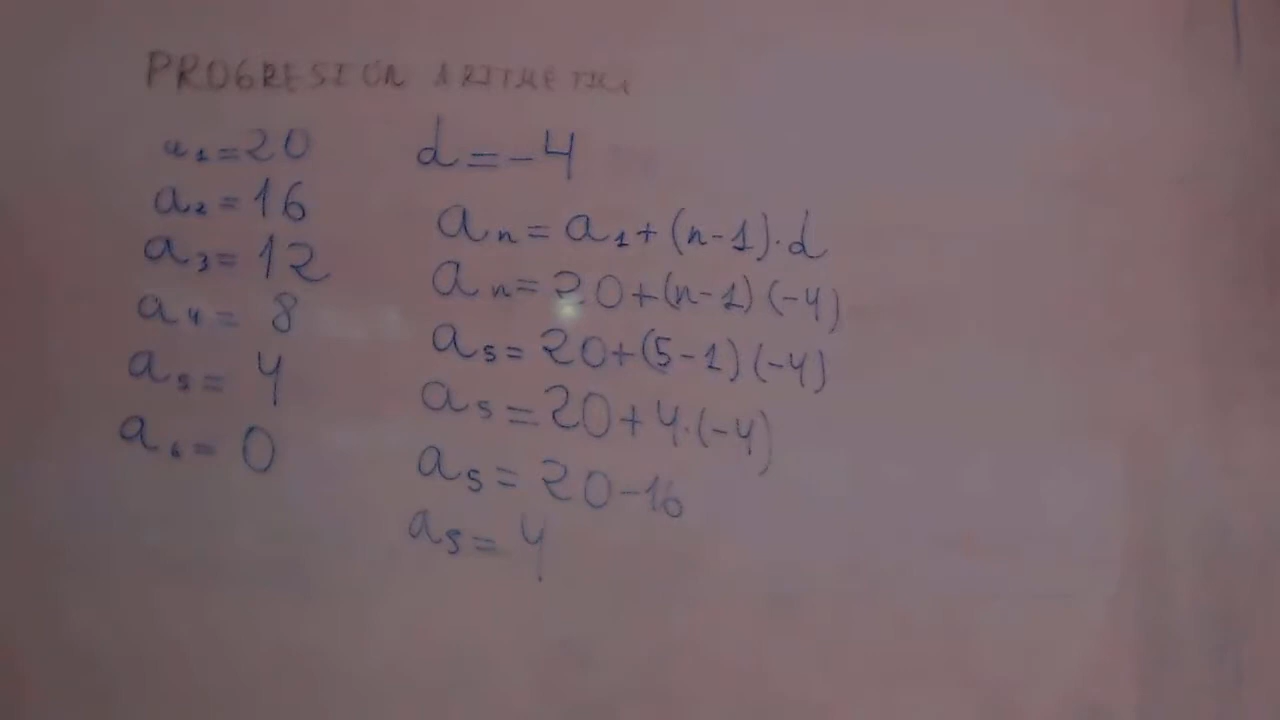 PROGRESION ARITMETICA
a₁=20
a₂=16
a₃=12
a₄=8
a₅=4
a₆=0
d=-4
aₙ=a₁+(n-1)·d
aₙ=20+(n-1)(-4)
a₅=20+(5-1)(-4)
a₅=20+4·(-4)
a₅=20-16
a₅=4